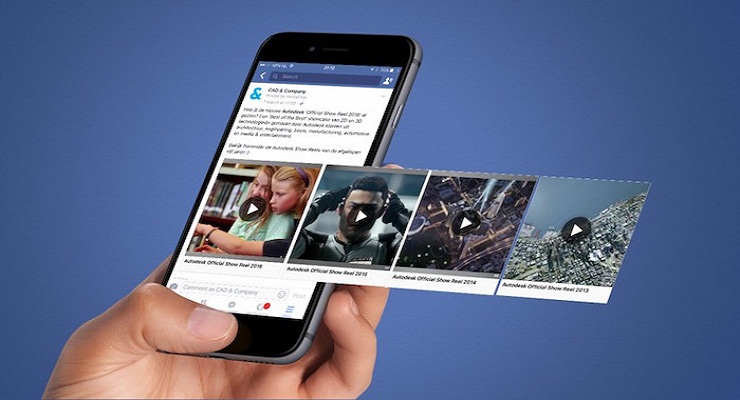 Search
CAD & Company
Heb jij de nieuwe Autodesk 'Official Show Reel 2016' al
gezien? Een 'Best of the Best' showcase van 2D en 3D
technologieën gemaakt door Autodesk klanten uit
architectuur, engineering, bouw, manufacturing, automotive
en media & entertainment.
Bekijk hieronder de Autodesk Show Reels van de afgelopen
Autodesk Official Show Reel 2016
Autodesk Official Show Reel 2015
Autodesk Official Show Reel 2014
Autodesk Official Show Reel 2013
Comment as CAD & Company
Post